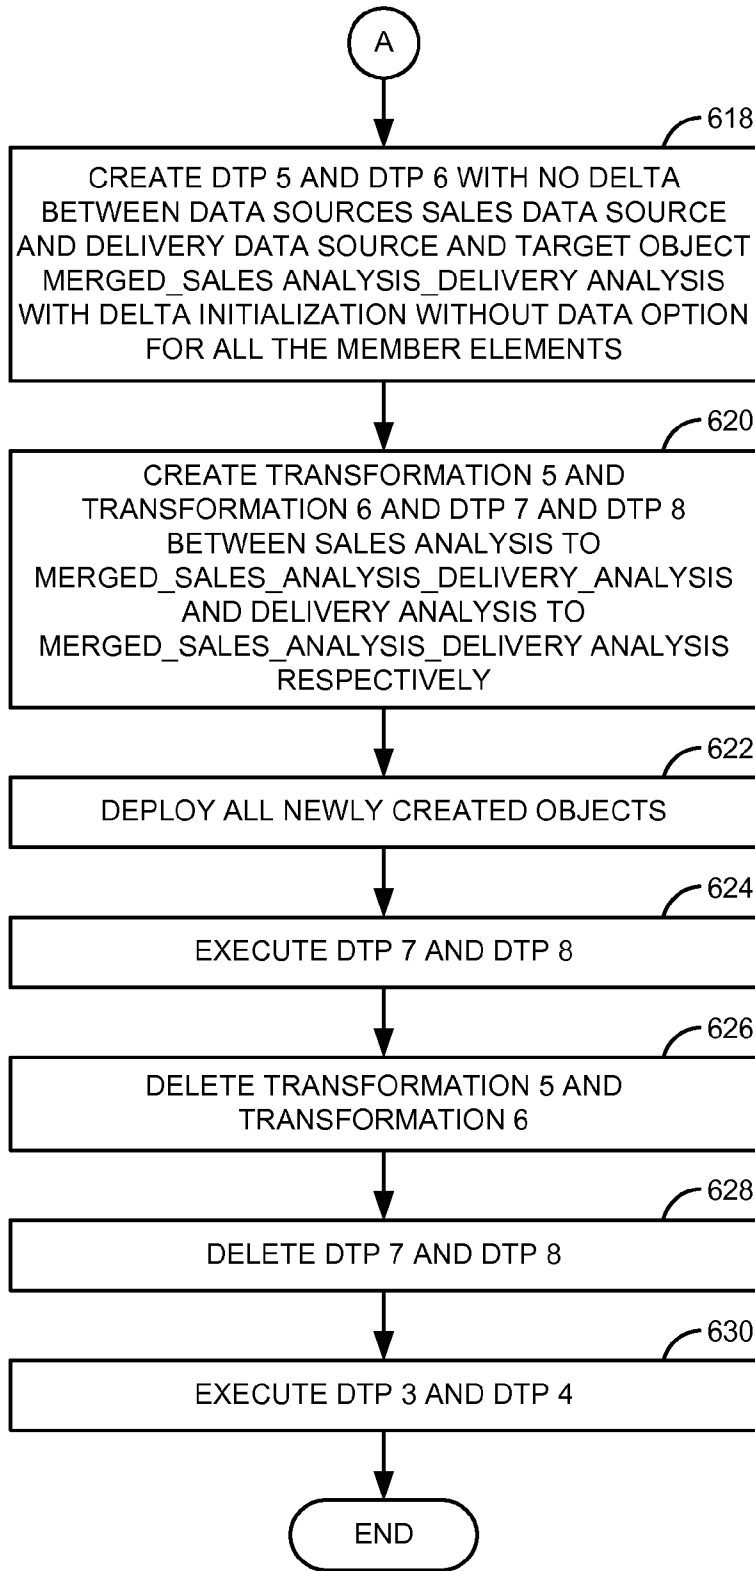 A
618
CREATE DTP 5 AND DTP 6 WITH NO DELTA
BETWEEN DATA SOURCES SALES DATA SOURCE
AND DELIVERY DATA SOURCE AND TARGET OBJECT
MERGED_SALES ANALYSIS_DELIVERY ANALYSIS
WITH DELTA INITIALIZATION WITHOUT DATA OPTION
FOR ALL THE MEMBER ELEMENTS
620
CREATE TRANSFORMATION 5 AND
TRANSFORMATION 6 AND DTP 7 AND DTP 8
BETWEEN SALES ANALYSIS TO
MERGED_SALES_ANALYSIS_DELIVERY_ANALYSIS
AND DELIVERY ANALYSIS TO
MERGED_SALES_ANALYSIS_DELIVERY ANALYSIS
RESPECTIVELY
622
DEPLOY ALL NEWLY CREATED OBJECTS
624
EXECUTE DTP 7 AND DTP 8
626
DELETE TRANSFORMATION 5 AND
TRANSFORMATION 6
628
DELETE DTP 7 AND DTP 8
630
EXECUTE DTP 3 AND DTP 4
END